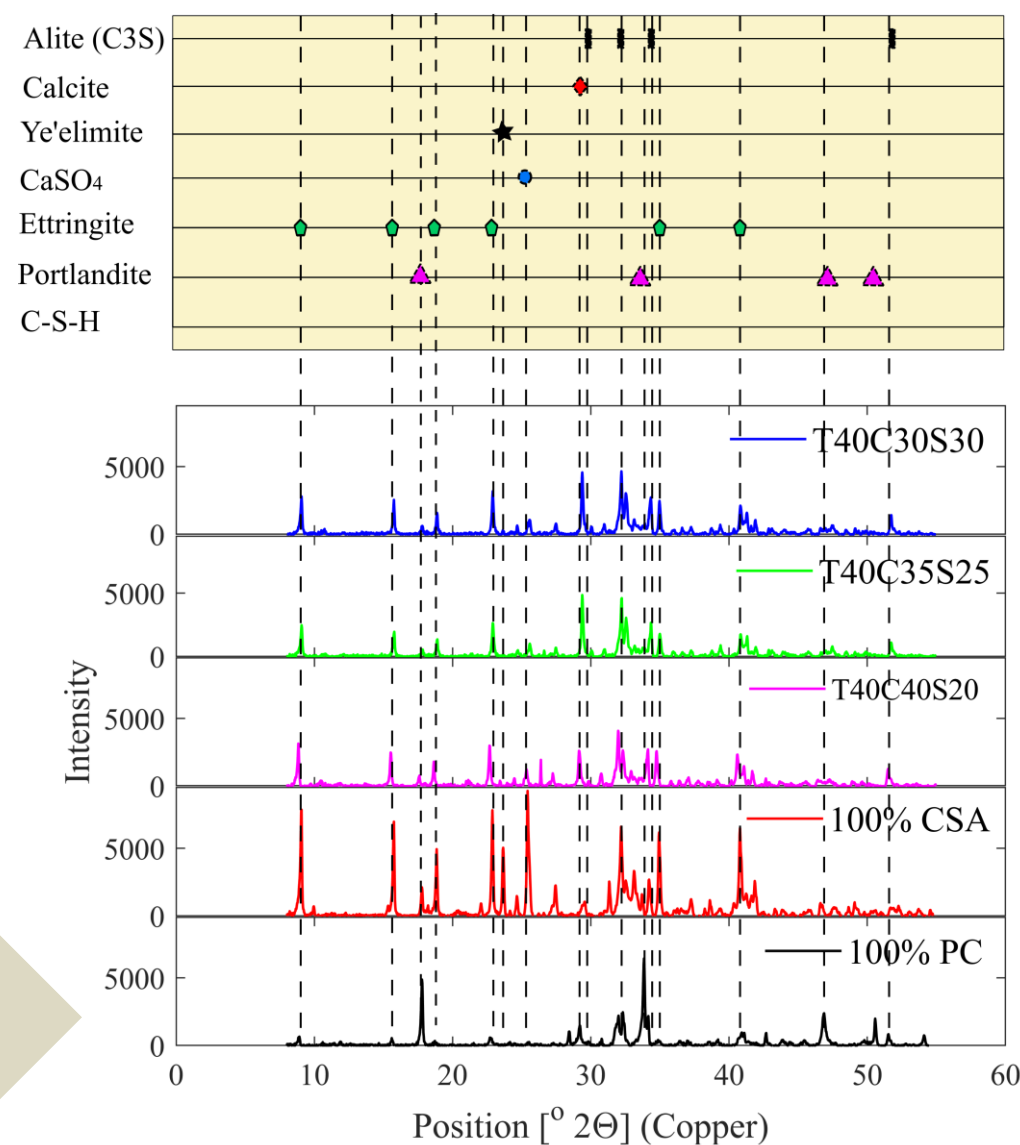 Alite (C3S)
Calcite
Ye'elimite
CaSO4
Ettringite
Portlandite
C-S-H
T40C30S30
5000
0
T40C35S25
5000
0
T40C40S20
5000
0
100% CSA
5000
0
100% PC
5000
0
Intensity
0 10 20 30 40 50 60
Position [° 2Θ] (Copper)